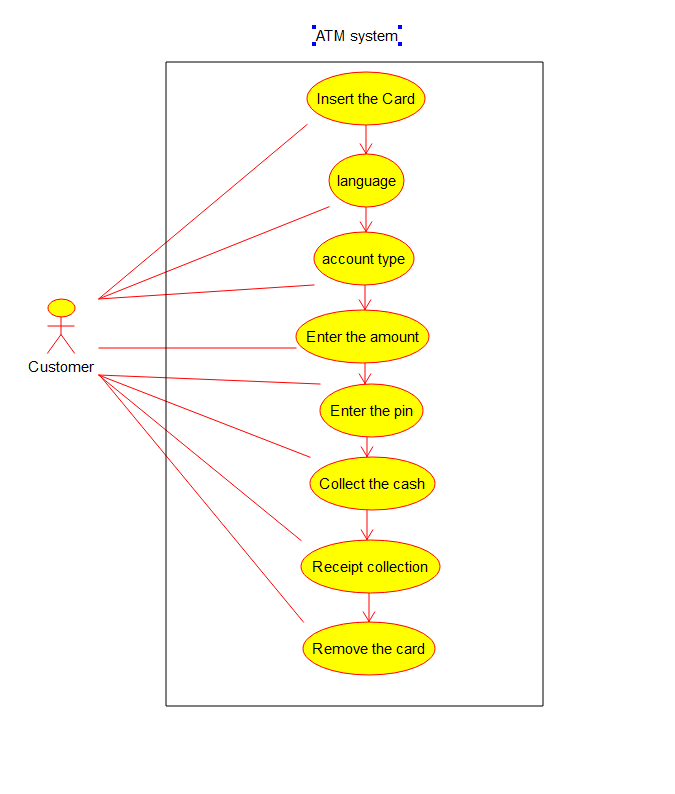 ATM system
Insert the Card
language
account type
Enter the amount
Customer
Enter the pin
Collect the cash
Receipt collection
Remove the card